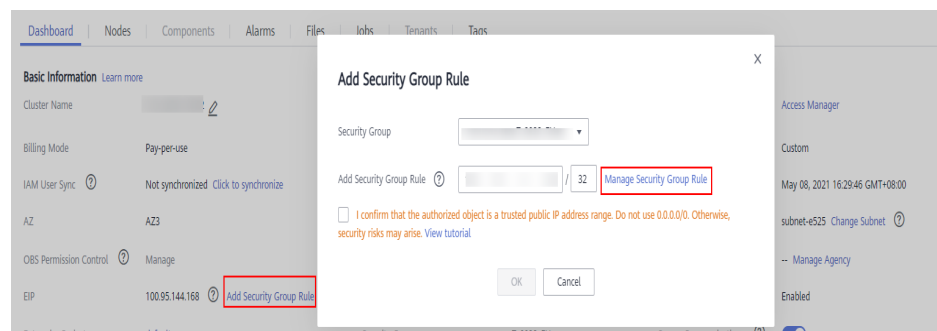 Dashboard Nodes Components Alarms Files Jobs Tenants Tags
Basic Information Learn more
Cluster Name
Billing Mode Pay-per-use
IAM User Sync ? Not synchronized Click to synchronize
AZ AZ3
OBS Permission Control ? Manage
EIP 100.95.144.168 ? Add Security Group Rule
X
Add Security Group Rule
Security Group
Add Security Group Rule ? / 32 Manage Security Group Rule
I confirm that the authorized object is a trusted public IP address range. Do not use 0.0.0.0/0. Otherwise,
security risks may arise. View tutorial
OK Cancel
Access Manager
Custom
May 08, 2021 16:29:46 GMT+08:00
subnet-e525 Change Subnet ?
-- Manage Agency
Enabled